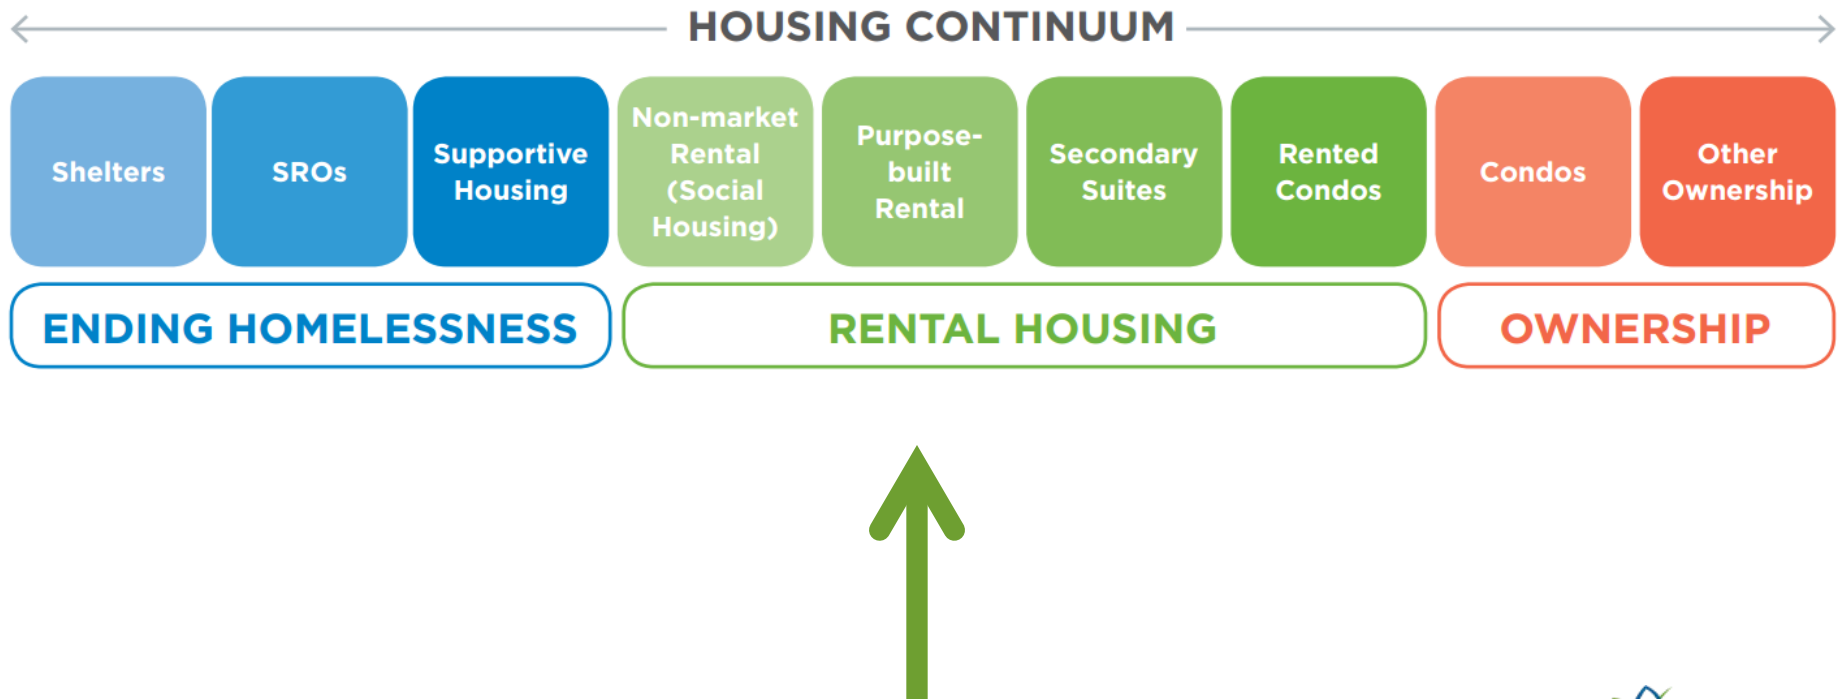 HOUSING CONTINUUM
Shelters
SROs
Supportive
Housing
Non-market
Rental
(Social
Housing)
Purpose-
built
Rental
Secondary
Suites
Rented
Condos
Condos
Other
Ownership
ENDING HOMELESSNESS
RENTAL HOUSING
OWNERSHIP